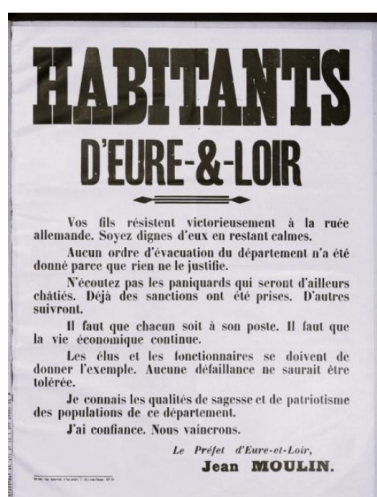 HABITANTS
D'EURE-&-LOIR
Vos fils résistent victorieusement à la ruée
allemande. Soyez dignes d'eux en restant calmes.
Aucun ordre d'évacuation du département n'a été
donné parce que rien ne le justifie.
N'écoutez pas les paniquards qui seront d'ailleurs
châtiés. Déjà des sanctions ont été prises. D'autres
suivront.
Il faut que chacun soit à son poste. Il faut que
la vie économique continue.
Les élus et les fonctionnaires se doivent de
donner l'exemple. Aucune défaillance ne saurait être
tolérée.
Je connais les qualités de sagesse et de patriotisme
des populations de ce département.
J'ai confiance. Nous vaincrons.
Le Préfet d'Eure-et-Loir,
Jean MOULIN.